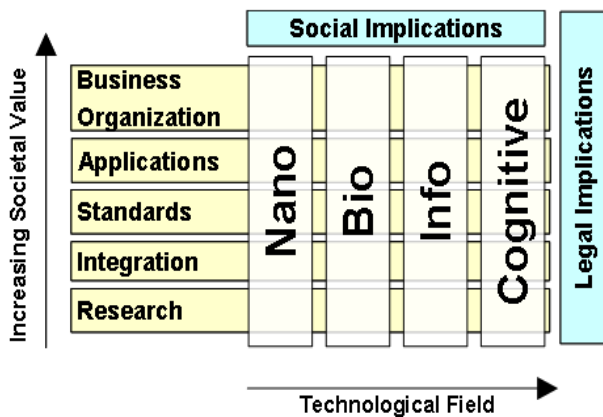 Social Implications
Business
Organization
Applications
Standards
Integration
Research
Nano
Bio
Info
Cognitive
Legal Implications
Increasing Societal Value
Technological Field